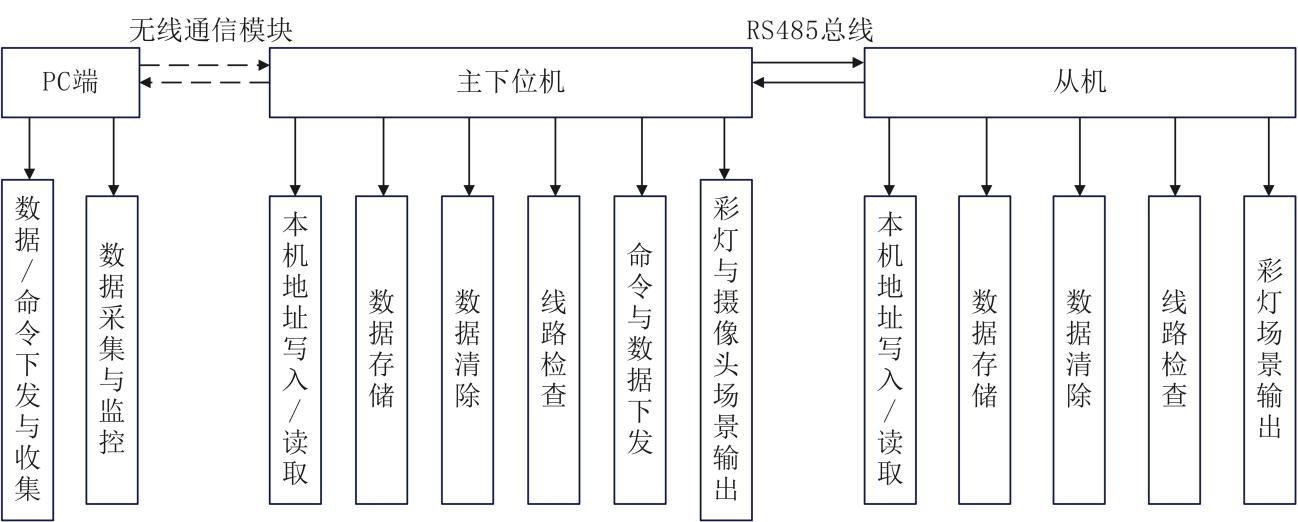 无线通信模块
RS485总线
PC端
主下位机
从机
数据/命令下发与收集
数据采集与监控
本机地址写入/读取
数据存储
数据清除
线路检查
命令与数据下发
彩灯与摄像头场景输出
本机地址写入/读取
数据存储
数据清除
线路检查
彩灯场景输出